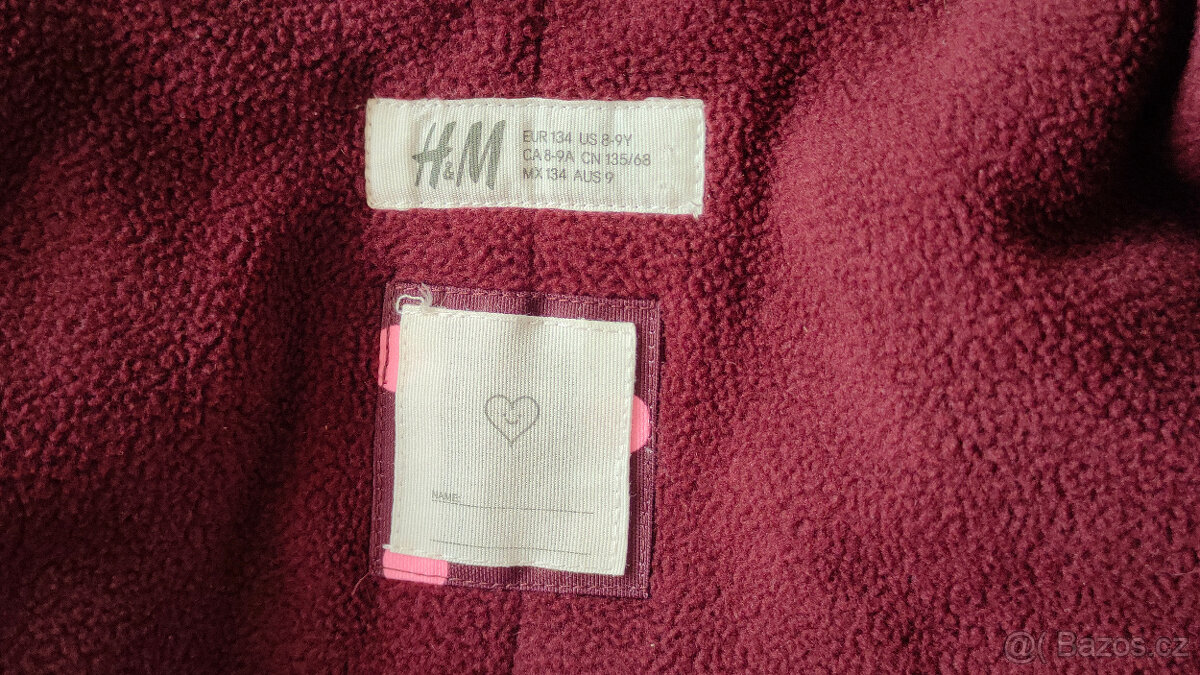 H&M
EUR 134 US 8-9Y
CA 8-9A CN 135/68
MX 134 AUS 9
NAME:
@( Bazos.cz